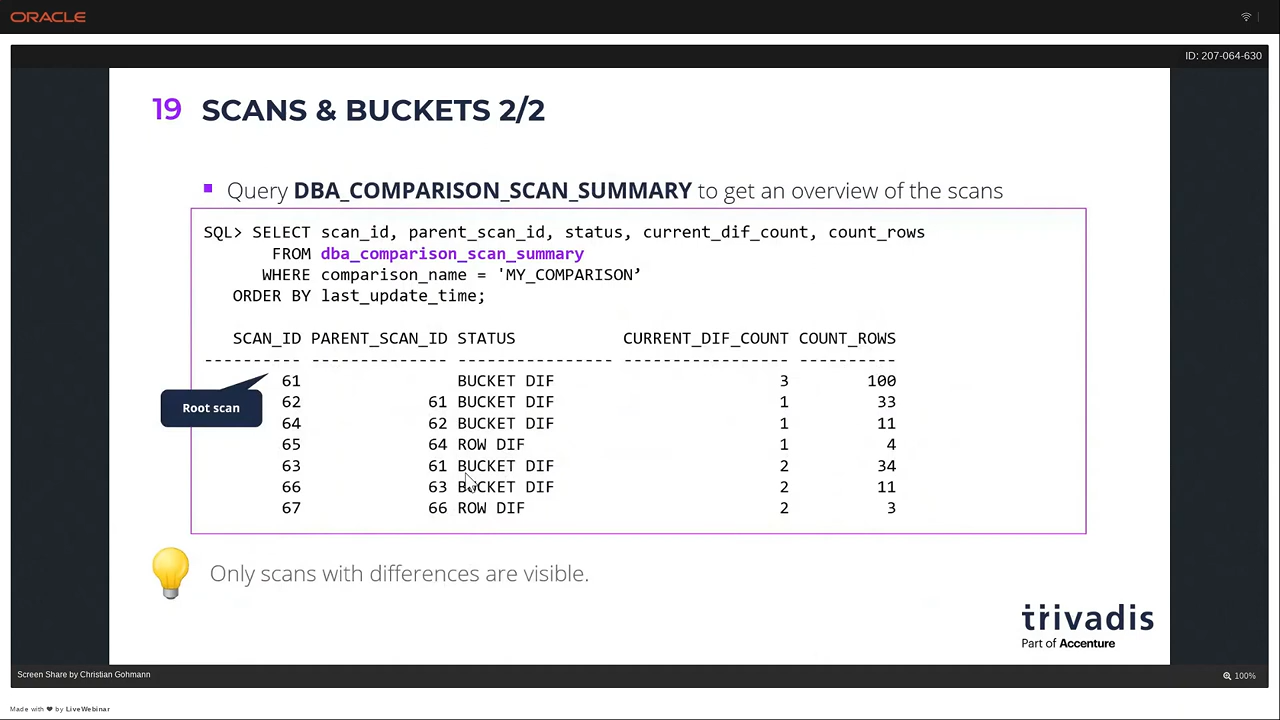 ORACLE
ID: 207-064-630
19 SCANS & BUCKETS 2/2
Query DBA_COMPARISON_SCAN_SUMMARY to get an overview of the scans
SQL> SELECT scan_id, parent_scan_id, status, current_dif_count, count_rows
FROM dba_comparison_scan_summary
WHERE comparison_name = 'MY_COMPARISON’
ORDER BY last_update_time;
SCAN_ID PARENT_SCAN_ID STATUS CURRENT_DIF_COUNT COUNT_ROWS
---------- -------------- ---------------- ----------------- ----------
61 BUCKET DIF 3 100
Root scan
62 61 BUCKET DIF 1 33
64 62 BUCKET DIF 1 11
65 64 ROW DIF 1 4
63 61 BUCKET DIF 2 34
66 63 BUCKET DIF 2 11
67 66 ROW DIF 2 3
Only scans with differences are visible.
trivadis
Part of Accenture
Screen Share by Christian Gohmann
100%
Made with ❤ by LiveWebinar